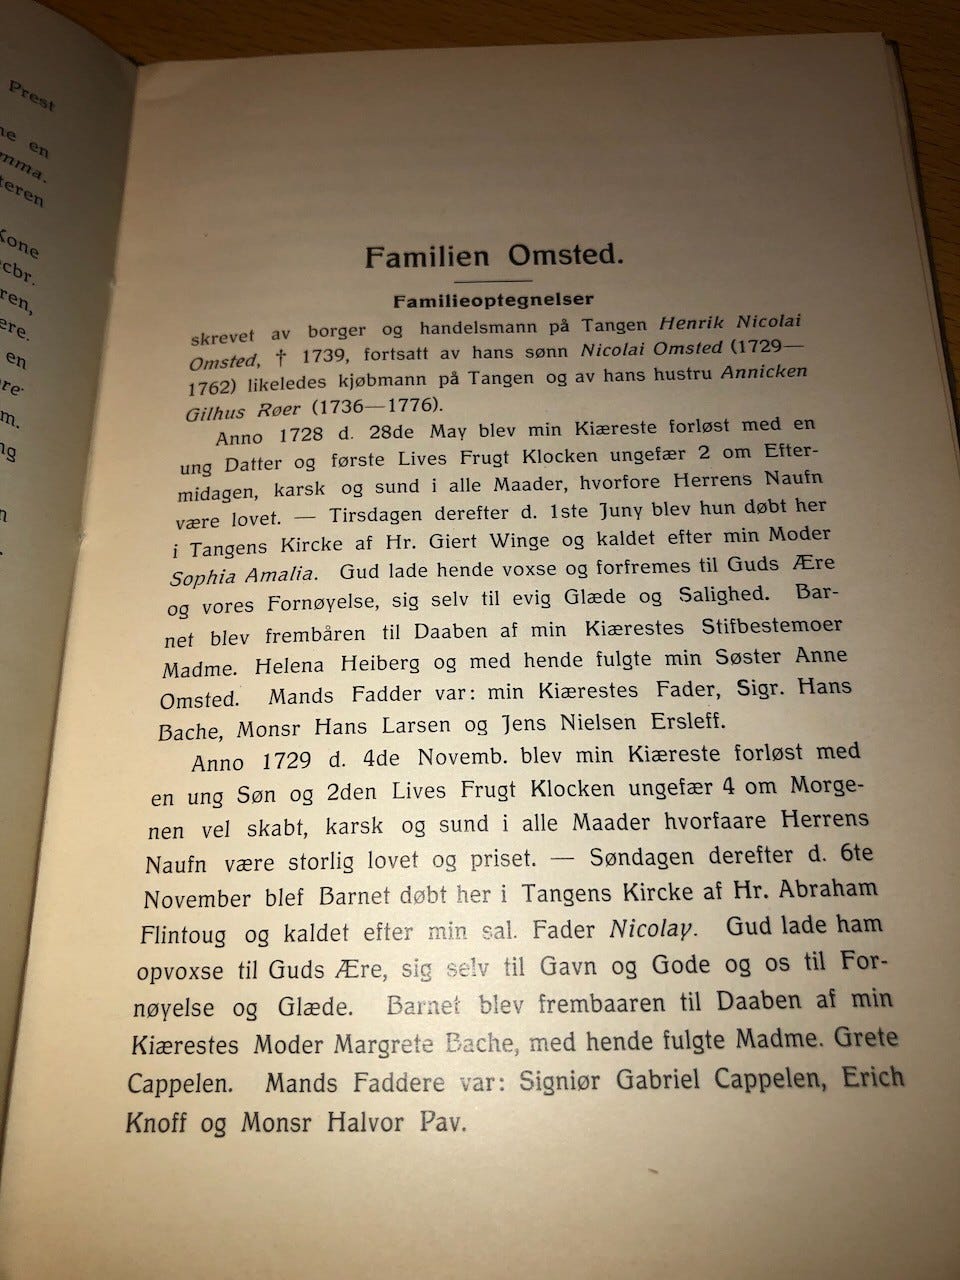 Prest
en
mma.
teren
Kone
ecbr.
ren,
ere.
en
m.
ng
n
Familien Omsted.
Familieoptegnelser
skrevet av borger og handelsmann på Tangen Henrik Nicolai
Omsted, † 1739, fortsatt av hans sønn Nicolai Omsted (1729—
1762) likeledes kjøbmann på Tangen og av hans hustru Annicken
Gilhus Røer (1736—1776).
Anno 1728 d. 28de May blev min Kiæreste forløst med en
ung Datter og første Lives Frugt Klocken ungefær 2 om Efter-
midagen, karsk og sund i alle Maader, hvorfore Herrens Naufn
være lovet. — Tirsdagen derefter d. 1ste Juny blev hun døbt her
i Tangens Kircke af Hr. Giert Winge og kaldet efter min Moder
Sophia Amalia. Gud lade hende voxse og forfremes til Guds Ære
og vores Fornøyelse, sig selv til evig Glæde og Salighed. Bar-
net blev frembåren til Daaben af min Kiærestes Stifbestemoer
Madme. Helena Heiberg og med hende fulgte min Søster Anne
Omsted. Mands Fadder var: min Kiærestes Fader, Sigr. Hans
Bache, Monsr Hans Larsen og Jens Nielsen Ersleff.
Anno 1729 d. 4de Novemb. blev min Kiæreste forløst med
en ung Søn og 2den Lives Frugt Klocken ungefær 4 om Morge-
nen vel skabt, karsk og sund i alle Maader hvorfaare Herrens
Naufn være storlig lovet og priset. — Søndagen derefter d. 6te
November blef Barnet døbt her i Tangens Kircke af Hr. Abraham
Flintoug og kaldet efter min sal. Fader Nicolay. Gud lade ham
opvoxse til Guds Ære, sig selv til Gavn og Gode og os til For-
nøyelse og Glæde. Barnet blev frembaaren til Daaben af min
Kiærestes Moder Margrete Bache, med hende fulgte Madme. Grete
Cappelen. Mands Faddere var: Signiør Gabriel Cappelen, Erich
Knoff og Monsr Halvor Pav.